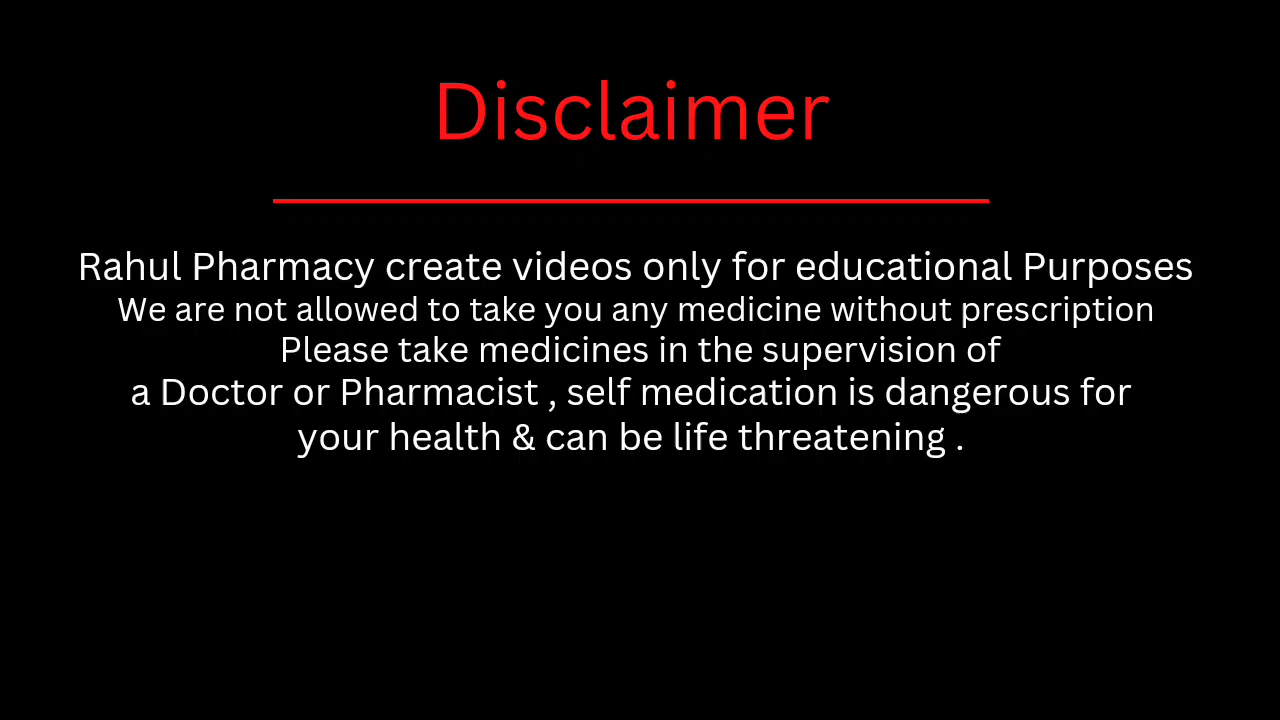 Disclaimer
Rahul Pharmacy create videos only for educational Purposes
We are not allowed to take you any medicine without prescription
Please take medicines in the supervision of
a Doctor or Pharmacist , self medication is dangerous for
your health & can be life threatening .